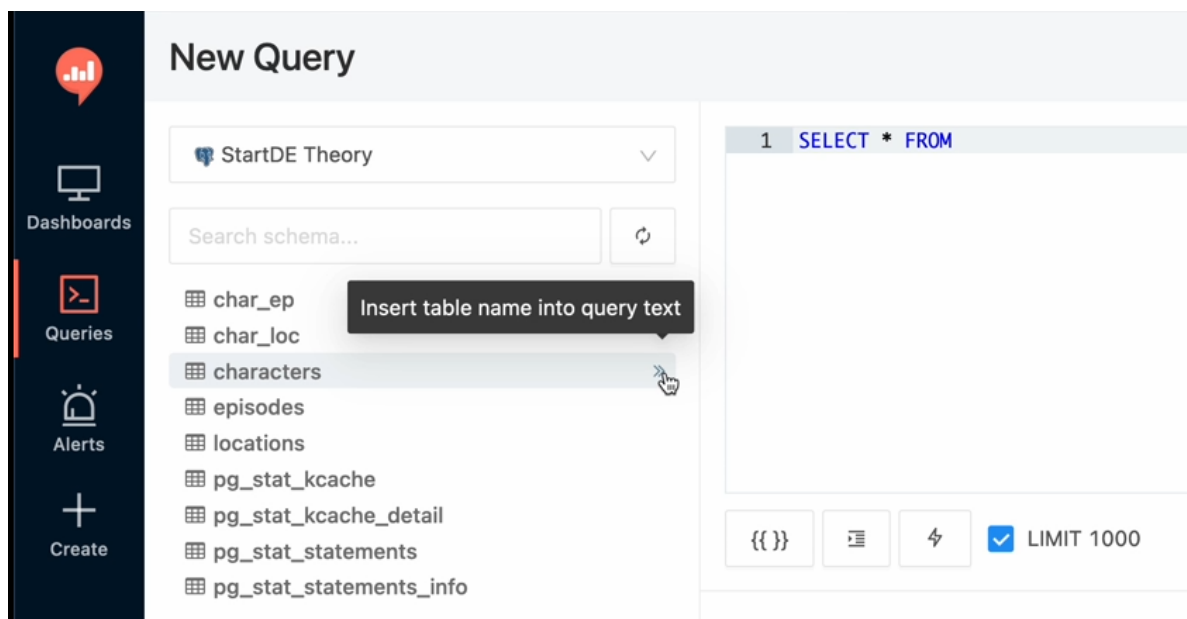 New Query
StartDE Theory
Search schema...
Insert table name into query text
char_ep
char_loc
characters
episodes
locations
pg_stat_kcache
pg_stat_kcache_detail
pg_stat_statements
pg_stat_statements_info
Dashboards
Queries
Alerts
Create
1 SELECT * FROM
{{ }}
LIMIT 1000